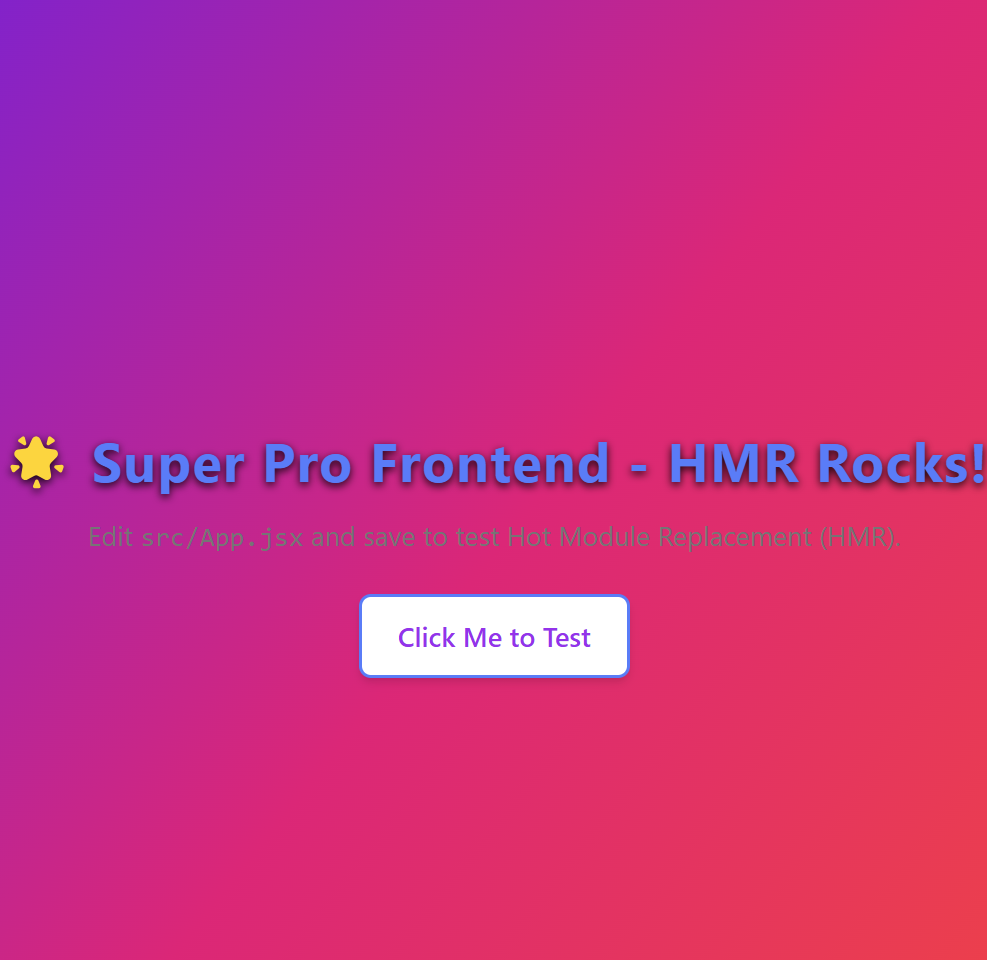 🌟 Super Pro Frontend - HMR Rocks!
Edit src/App.jsx and save to test Hot Module Replacement (HMR).
Click Me to Test